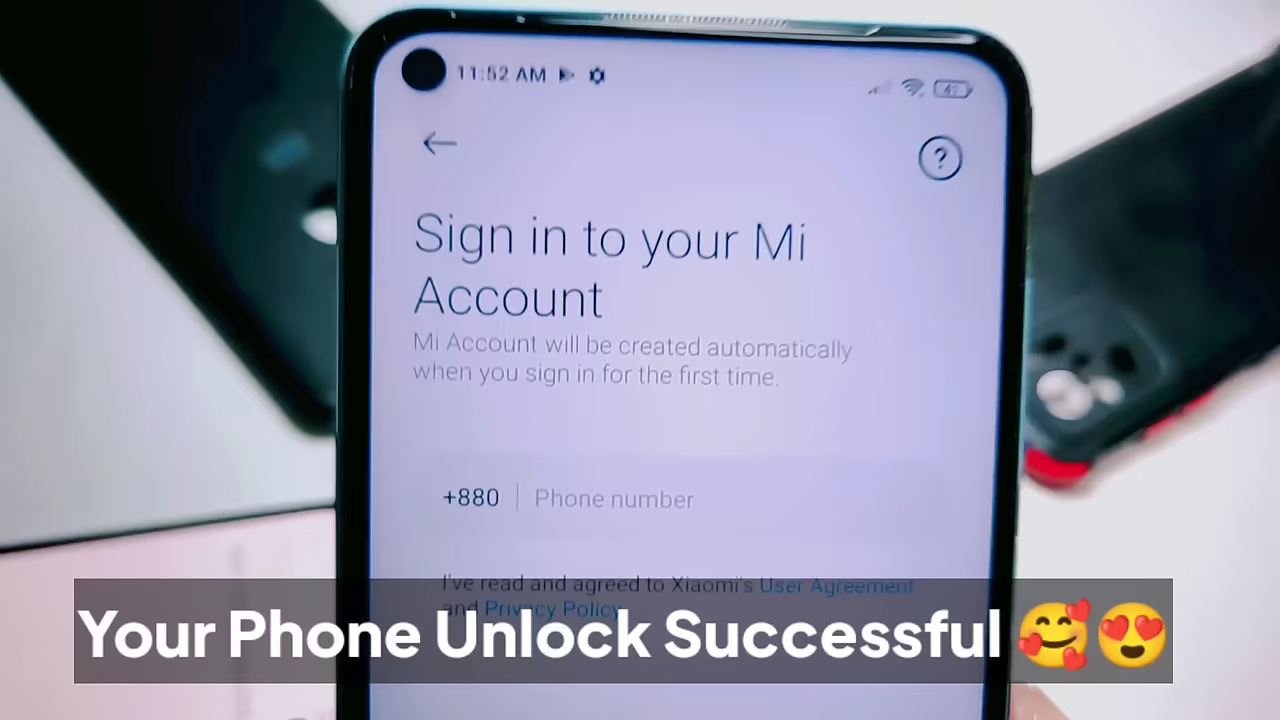 11:52 AM
Sign in to your Mi
Account
Mi Account will be created automatically
when you sign in for the first time.
+880 Phone number
I've read and agreed to Xiaomi's User Agreement
and Privacy Policy
Your Phone Unlock Successful 🥰😍